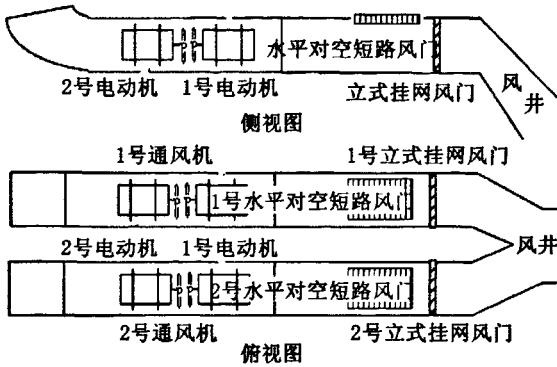 水平对空短路风门
2号电动机 1号电动机 立式挂网风门
风井
侧视图
1号通风机 1号立式挂网风门
1号水平对空短路风门
2号电动机 1号电动机 风井
2号水平对空短路风门
2号通风机 2号立式挂网风门
俯视图